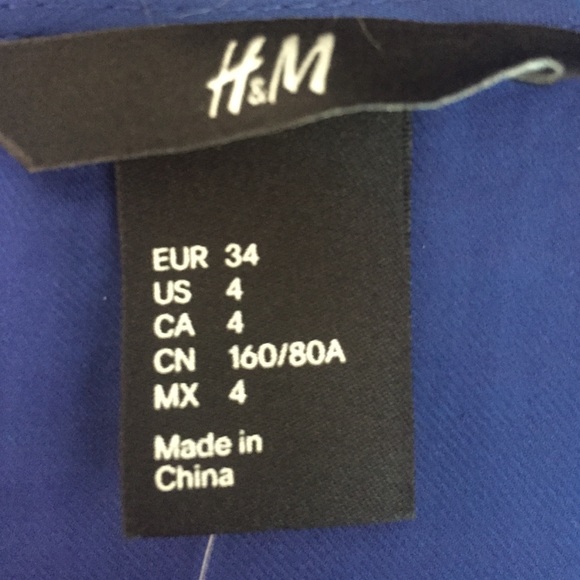 H&M
EUR 34
US 4
CA 4
CN 160/80A
MX 4
Made in
China